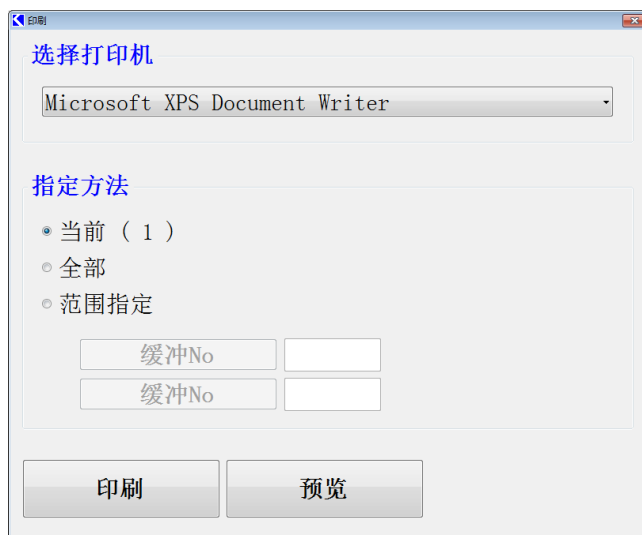 印刷
选择打印机
Microsoft XPS Document Writer
指定方法
当前 ( 1 )
全部
范围指定
缓冲No
缓冲No
印刷 预览